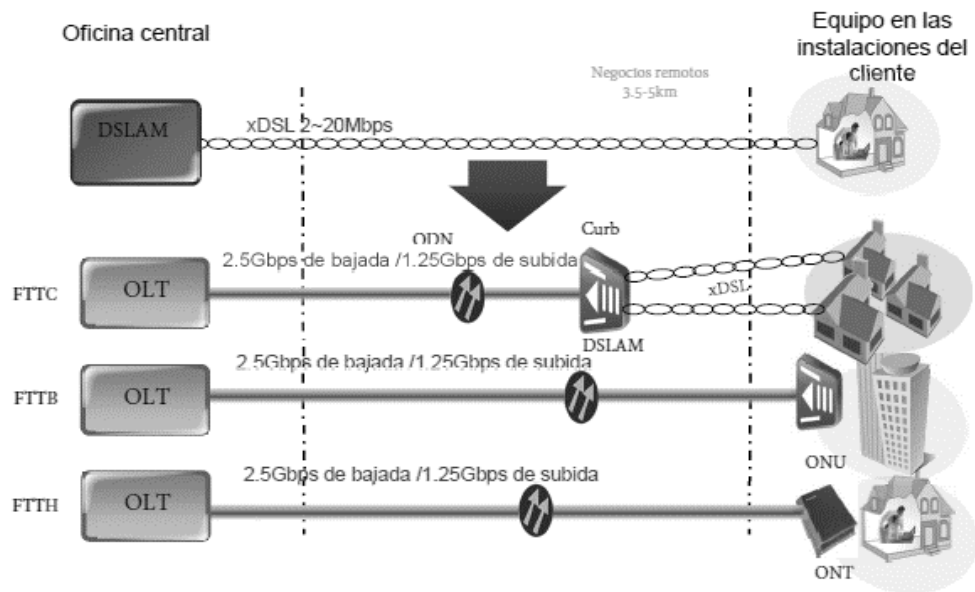 Oficina central
Equipo en las
instalaciones del
cliente
Negocios remotos
3.5-5km
DSLAM
xDSL 2~20Mbps
Curb
ODN
2.5Gbps de bajada /1.25Gbps de subida
FTTC
OLT
xDSL
DSLAM
2.5Gbps de bajada /1.25Gbps de subida
FTTB
OLT
ONU
2.5Gbps de bajada /1.25Gbps de subida
FTTH
OLT
ONT